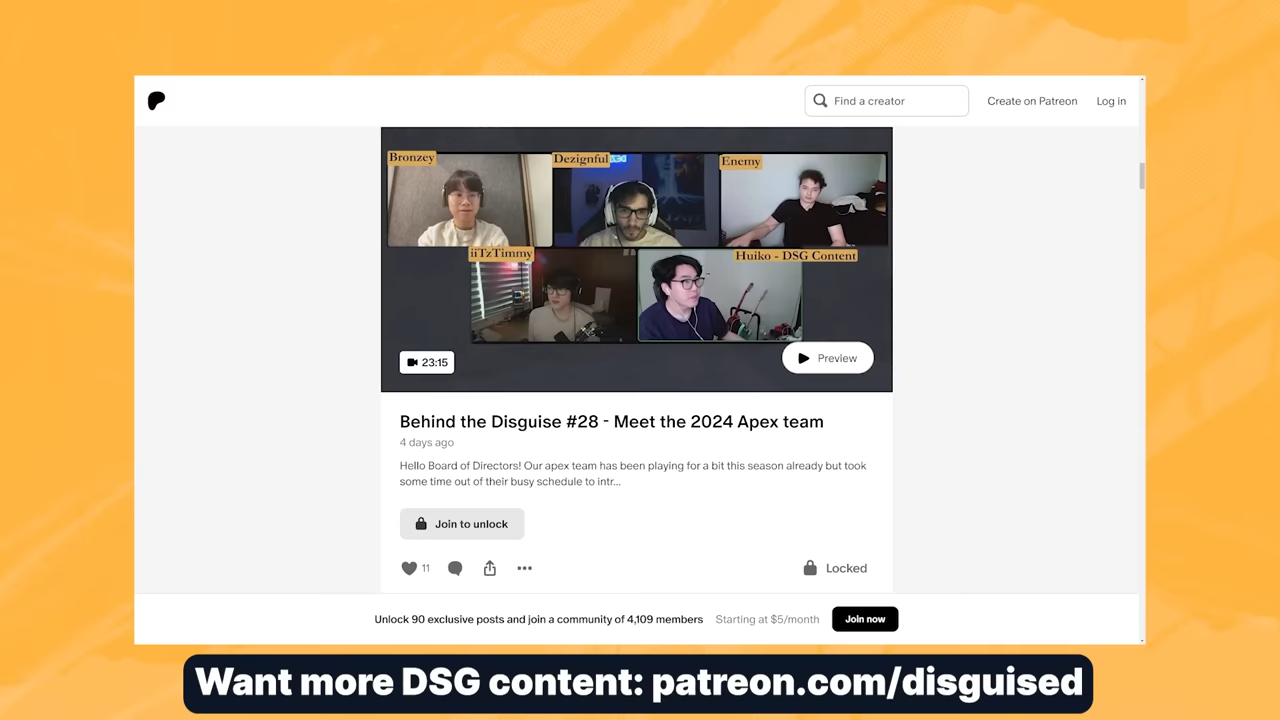 Find a creator
Create on Patreon
Log in
Bronzey
Dezignful
Enemy
iiTzTimmy
Huiko - DSG Content
23:15
Preview
Behind the Disguise #28 - Meet the 2024 Apex team
4 days ago
Hello Board of Directors! Our apex team has been playing for a bit this season already but took
some time out of their busy schedule to intr...
Join to unlock
11
Locked
Unlock 90 exclusive posts and join a community of 4,109 members
Starting at $5/month
Join now
Want more DSG content: patreon.com/disguised